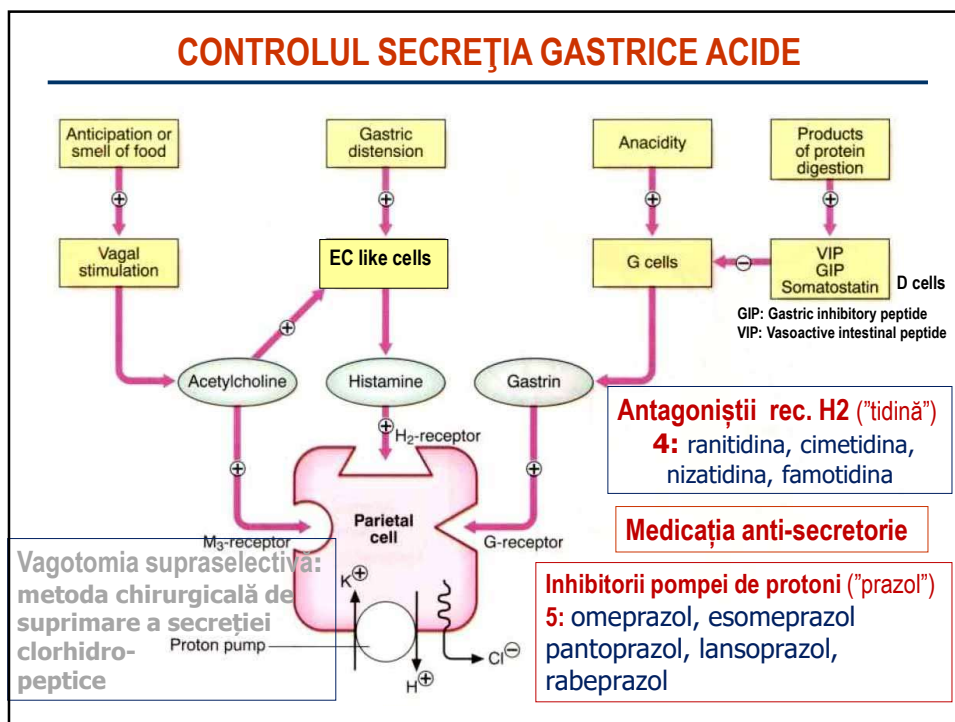 CONTROLUL SECREŢIA GASTRICE ACIDE
Anticipation or
smell of food
Gastric
distension
Anacidity
Products
of protein
digestion
+
+
+
+
Vagal
stimulation
EC like cells
G cells
−
VIP
GIP
Somatostatin
D cells
GIP: Gastric inhibitory peptide
VIP: Vasoactive intestinal peptide
+
Acetylcholine
Histamine
Gastrin
+
H2-receptor
+
+
Parietal
cell
M3-receptor
G-receptor
K+
Proton pump
H+
Cl−
Antagoniștii rec. H2 (”tidină”)
4: ranitidina, cimetidina,
nizatidina, famotidina
Medicația anti-secretorie
Inhibitorii pompei de protoni (”prazol”)
5: omeprazol, esomeprazol
pantoprazol, lansoprazol,
rabeprazol
Vagotomia supraselectivă:
metoda chirurgicală de
suprimare a secreției
clorhidro-
peptice